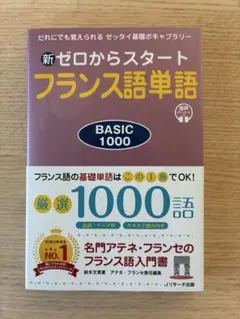 だれにでも覚えられる ゼッタイ基礎ボキャブラリー
新 ゼロからスタート
フランス語単語
BASIC
1000
フランス語の基礎単語は この1冊でOK!
厳選 1000語
No.1
名門アテネ・フランセの
フランス語入門書
鈴木文恵著 アテネ・フランセ責任編集
Jリサーチ出版